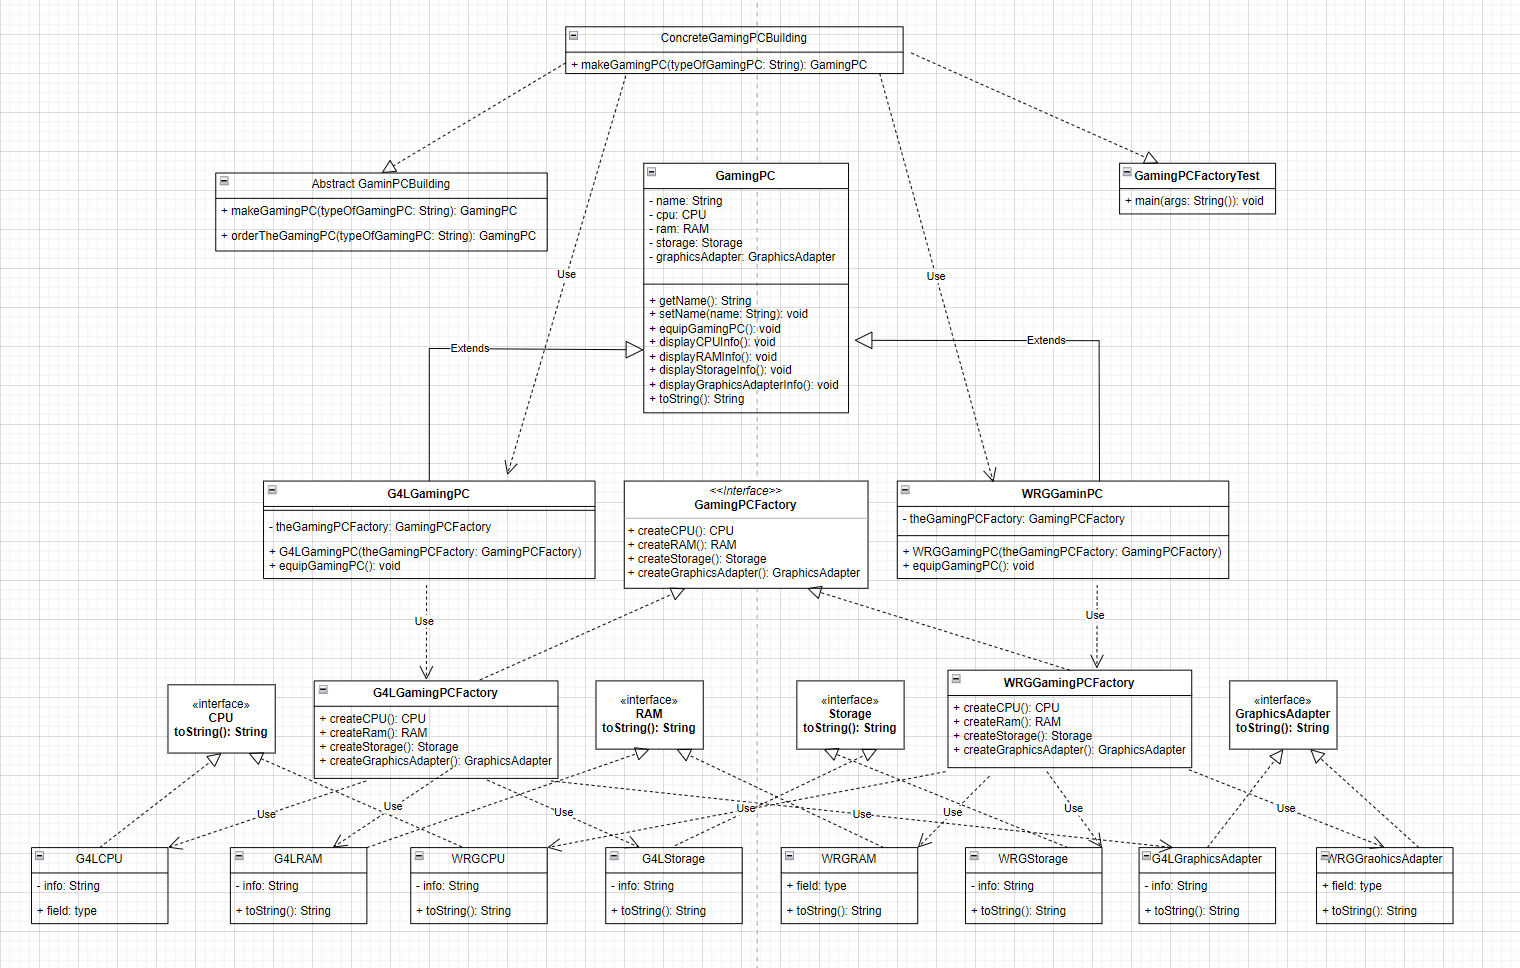 ConcreteGamingPCBuilding
+ makeGamingPC(typeOfGamingPC: String): GamingPC
Abstract GaminPCBuilding
+ makeGamingPC(typeOfGamingPC: String): GamingPC
+ orderTheGamingPC(typeOfGamingPC: String): GamingPC
GamingPC
- name: String
- cpu: CPU
- ram: RAM
- storage: Storage
- graphicsAdapter: GraphicsAdapter
+ getName(): String
+ setName(name: String): void
+ equipGamingPC(): void
+ displayCPUInfo(): void
+ displayRAMInfo(): void
+ displayStorageInfo(): void
+ displayGraphicsAdapterInfo(): void
+ toString(): String
GamingPCFactoryTest
+ main(args: String()): void
Use
Use
Extends
Extends
G4LGamingPC
- theGamingPCFactory: GamingPCFactory
+ G4LGamingPC(theGamingPCFactory: GamingPCFactory)
+ equipGamingPC(): void
<<Interface>>
GamingPCFactory
+ createCPU(): CPU
+ createRAM(): RAM
+ createStorage(): Storage
+ createGraphicsAdapter(): GraphicsAdapter
WRGGaminPC
- theGamingPCFactory: GamingPCFactory
+ WRGGamingPC(theGamingPCFactory: GamingPCFactory)
+ equipGamingPC(): void
Use
Use
«interface»
CPU
toString(): String
G4LGamingPCFactory
+ createCPU(): CPU
+ createRam(): RAM
+ createStorage(): Storage
+ createGraphicsAdapter(): GraphicsAdapter
«interface»
RAM
toString(): String
«interface»
Storage
toString(): String
WRGGamingPCFactory
+ createCPU(): CPU
+ createRam(): RAM
+ createStorage(): Storage
+ createGraphicsAdapter(): GraphicsAdapter
«interface»
GraphicsAdapter
toString(): String
Use
Use
Use
Use
Use
Use
Use
Use
G4LCPU
- info: String
+ field: type
G4LRAM
- info: String
+ toString(): String
WRGCPU
- info: String
+ toString(): String
G4LStorage
- info: String
+ toString(): String
WRGRAM
+ field: type
+ toString(): String
WRGStorage
- info: String
+ toString(): String
G4LGraphicsAdapter
- info: String
+ toString(): String
WRGGraohicsAdapter
+ field: type
+ toString(): String